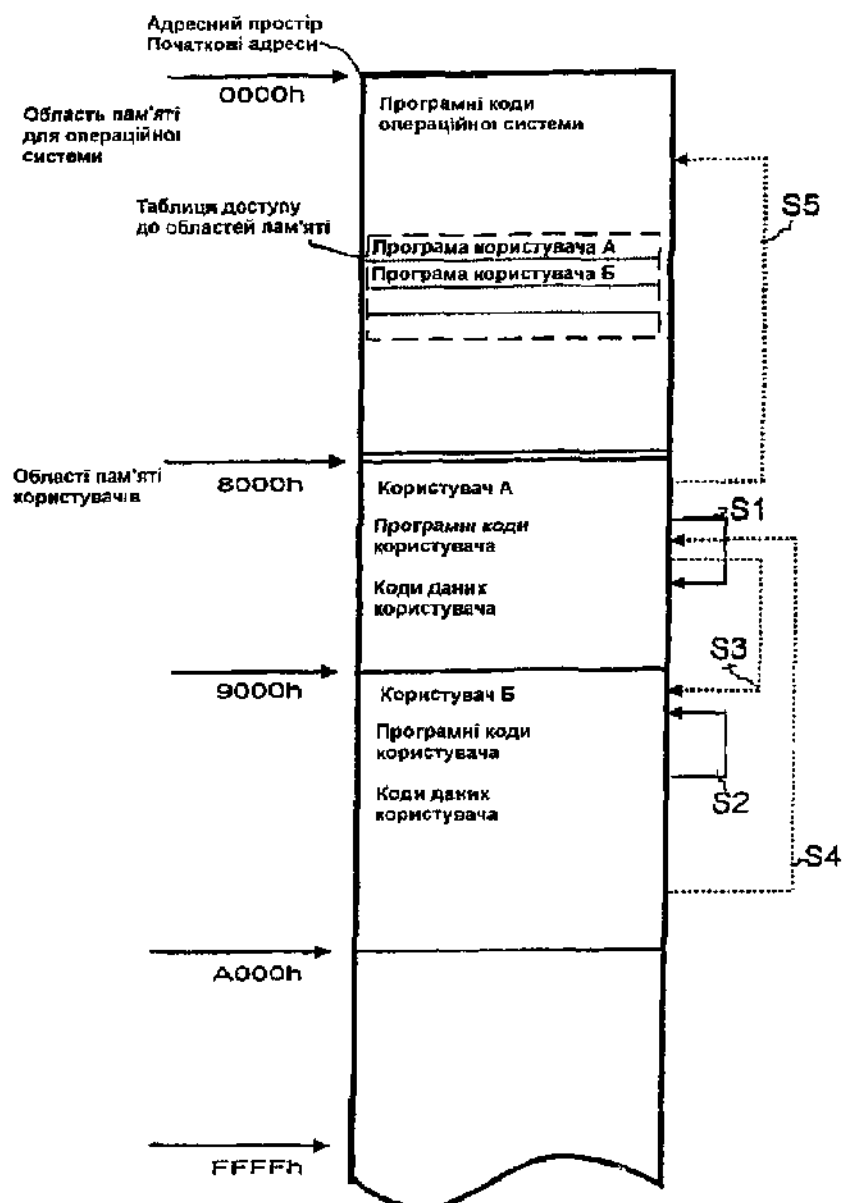 Адресний простір
Початкові адреси
0000h
Область пам'яті
для операційної
системи
Програмні коди
операційної системи
S5
Таблиця доступу
до областей пам'яті
Програма користувача А
Програма користувача Б
Області пам'яті
користувачів
8000h
Користувач А
S1
Програмні коди
користувача
Коди даних
користувача
S3
9000h
Користувач Б
Програмні коди
користувача
S2
Коди даних
користувача
S4
A000h
FFFFh